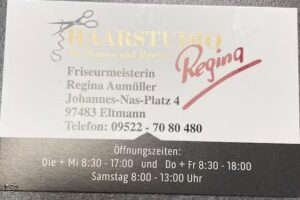 HAARSTUDIO
Regina
Friseurmeisterin
Regina Aumüller
Johannes-Nas-Platz 4
97483 Eltmann
Telefon: 09522 - 70 80 480
Öffnungszeiten:
Die + Mi 8:30 - 17:00 und Do + Fr 8:30 - 18:00
Samstag 8:00 - 13:00 Uhr